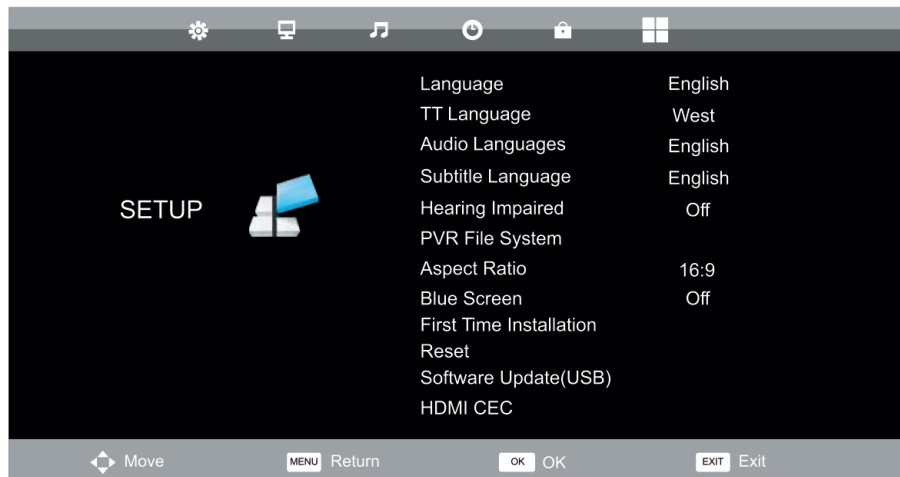 Language English
TT Language West
Audio Languages English
Subtitle Language English
SETUP
Hearing Impaired Off
PVR File System
Aspect Ratio 16:9
Blue Screen Off
First Time Installation
Reset
Software Update(USB)
HDMI CEC
Move MENU Return OK OK EXIT Exit